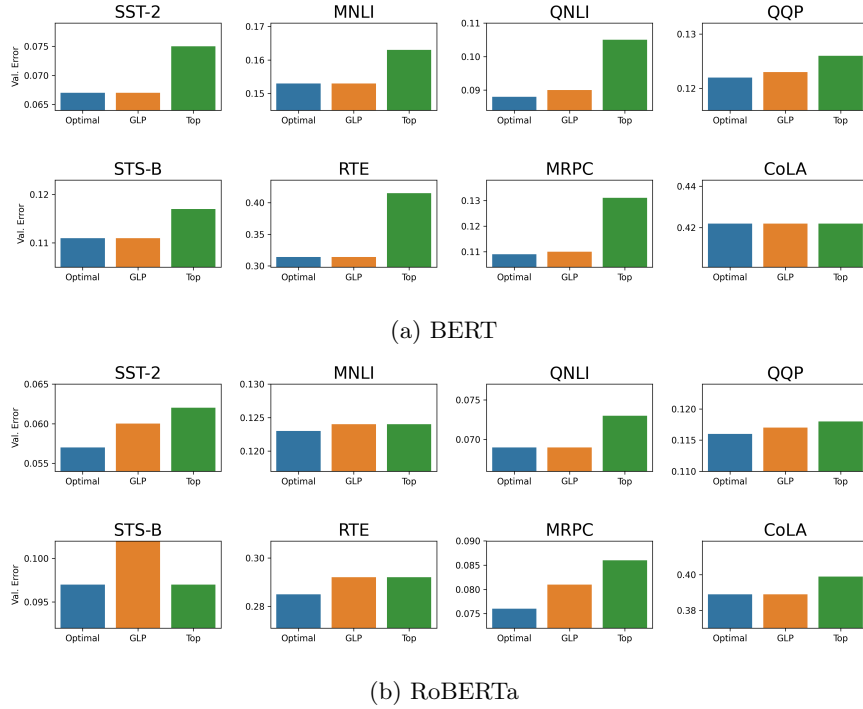 SST-2 MNLI QNLI QQP
Val. Error
0.075
0.070
0.065
Optimal GLP Top
0.17
0.16
0.15
Optimal GLP Top
0.11
0.10
0.09
Optimal GLP Top
0.13
0.12
Optimal GLP Top
STS-B RTE MRPC CoLA
Val. Error
0.12
0.11
Optimal GLP Top
0.40
0.35
0.30
Optimal GLP Top
0.13
0.12
0.11
Optimal GLP Top
0.44
0.42
Optimal GLP Top
(a) BERT
SST-2 MNLI QNLI QQP
Val. Error
0.065
0.060
0.055
Optimal GLP Top
0.130
0.125
0.120
Optimal GLP Top
0.075
0.070
Optimal GLP Top
0.120
0.115
0.110
Optimal GLP Top
STS-B RTE MRPC CoLA
Val. Error
0.100
0.095
Optimal GLP Top
0.30
0.28
Optimal GLP Top
0.090
0.085
0.080
0.075
Optimal GLP Top
0.40
0.38
Optimal GLP Top
(b) RoBERTa